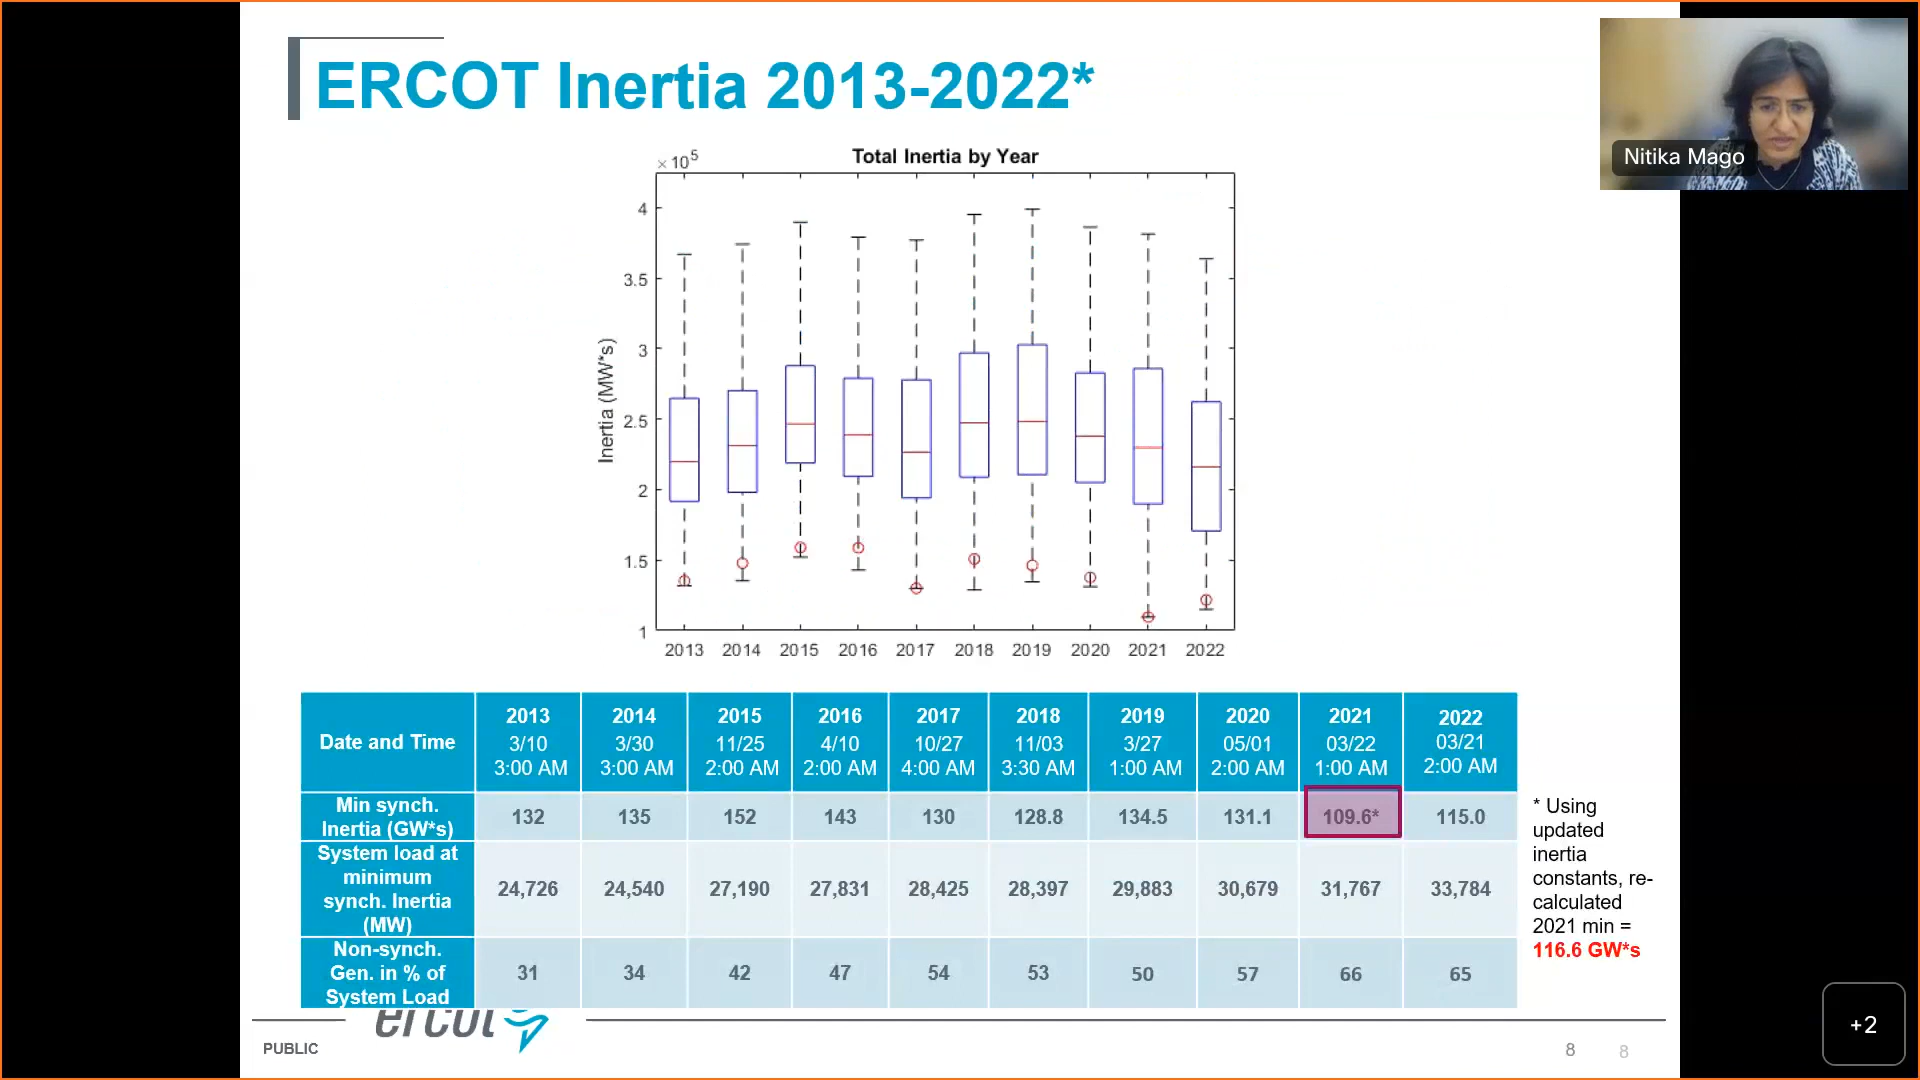 ERCOT Inertia 2013-2022*
Nitika Mago
Total Inertia by Year
× 10⁵
4
3.5
3
2.5
2
1.5
1
Inertia (MW*s)
2013 2014 2015 2016 2017 2018 2019 2020 2021 2022
Date and Time
2013
3/10
3:00 AM
2014
3/30
3:00 AM
2015
11/25
2:00 AM
2016
4/10
2:00 AM
2017
10/27
4:00 AM
2018
11/03
3:30 AM
2019
3/27
1:00 AM
2020
05/01
2:00 AM
2021
03/22
1:00 AM
2022
03/21
2:00 AM
Min synch.
Inertia (GW*s)
132 135 152 143 130 128.8 134.5 131.1 109.6* 115.0
System load at
minimum
synch. Inertia
(MW)
24,726 24,540 27,190 27,831 28,425 28,397 29,883 30,679 31,767 33,784
Non-synch.
Gen. in % of
System Load
31 34 42 47 54 53 50 57 66 65
* Using
updated
inertia
constants, re-
calculated
2021 min =
116.6 GW*s
ercot
PUBLIC
8 8
+2